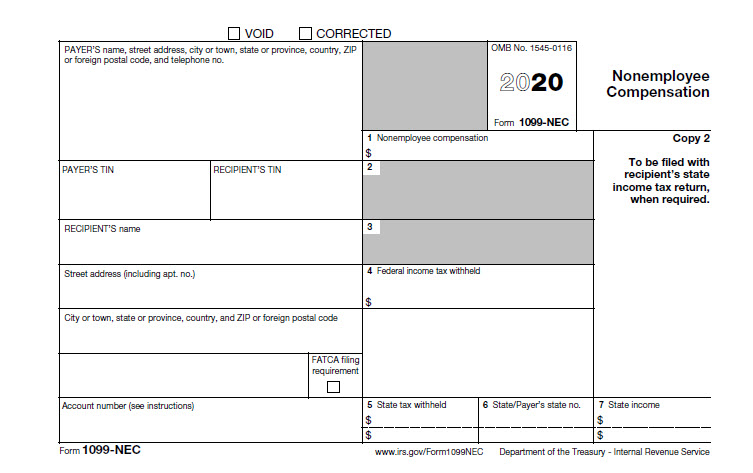 VOID CORRECTED
PAYER'S name, street address, city or town, state or province, country, ZIP
or foreign postal code, and telephone no.
OMB No. 1545-0116
2020
Form 1099-NEC
Nonemployee
Compensation
1 Nonemployee compensation
$
Copy 2
To be filed with
recipient's state
income tax return,
when required.
PAYER'S TIN
RECIPIENT'S TIN
2
RECIPIENT'S name
3
Street address (including apt. no.)
4 Federal income tax withheld
$
City or town, state or province, country, and ZIP or foreign postal code
FATCA filing
requirement
Account number (see instructions)
5 State tax withheld
$
$
6 State/Payer's state no.
7 State income
$
$
Form 1099-NEC
www.irs.gov/Form1099NEC
Department of the Treasury - Internal Revenue Service